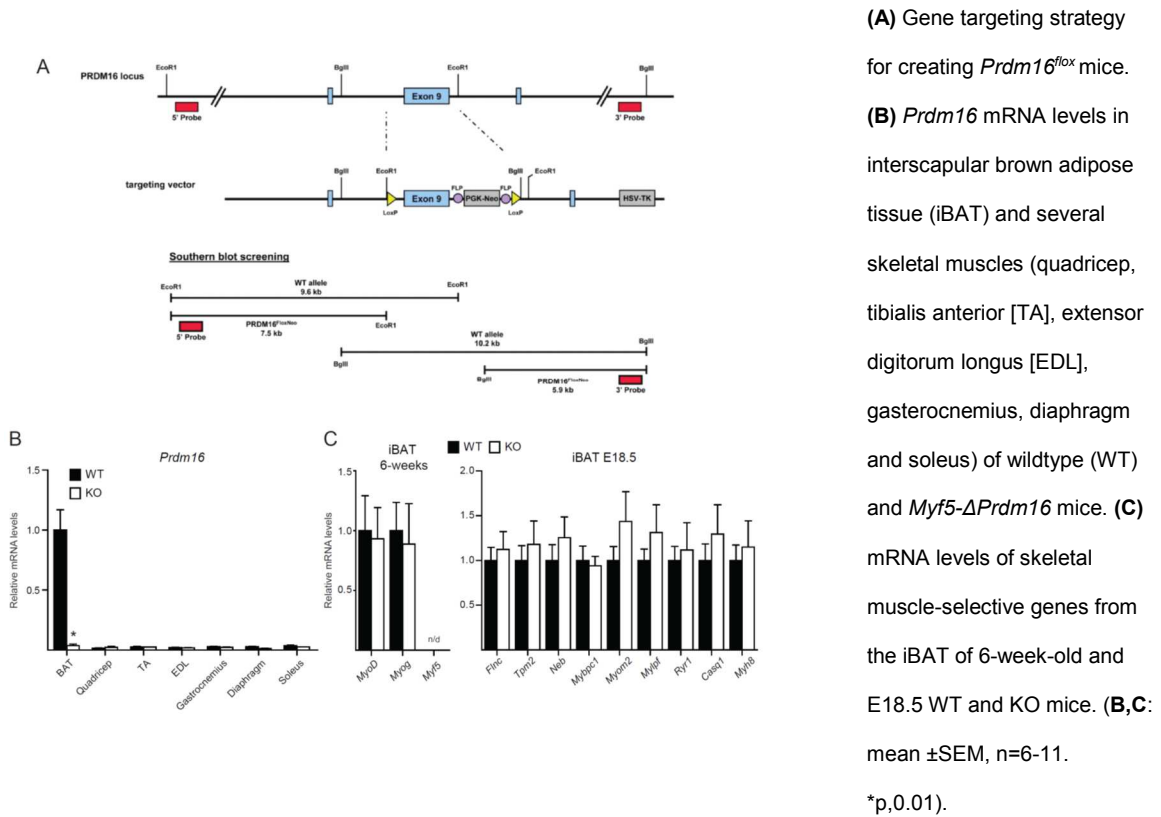 A
PRDM16 locus
EcoR1
BglII
EcoR1
BglII
Exon 9
5' Probe
3' Probe
targeting vector
BglII
EcoR1
FLP
FLP
BglII
EcoR1
Exon 9
PGK-Neo
HSV-TK
LoxP
LoxP
Southern blot screening
EcoR1
WT allele
EcoR1
9.6 kb
PRDM16FloxNeo
EcoR1
5' Probe
7.5 kb
WT allele
BglII
10.2 kb
BglII
BglII
PRDM16FloxNeo
5.9 kb
3' Probe
B
Prdm16
WT
KO
Relative mRNA levels
1.5
1.0
0.5
*
BAT
Quadricep
TA
EDL
Gastrocnemius
Diaphragm
Soleus
C
iBAT
6-weeks
WT KO
iBAT E18.5
Relative mRNA levels
1.5
1.0
0.5
n/d
MyoD
Myog
Myf5
2.0
1.5
1.0
0.5
Flnc
Tpm2
Neb
Mybpc1
Myom2
Mylpf
Ryr1
Casq1
Myh8
(A) Gene targeting strategy
for creating Prdm16flox mice.
(B) Prdm16 mRNA levels in
interscapular brown adipose
tissue (iBAT) and several
skeletal muscles (quadricep,
tibialis anterior [TA], extensor
digitorum longus [EDL],
gasterocnemius, diaphragm
and soleus) of wildtype (WT)
and Myf5-ΔPrdm16 mice. (C)
mRNA levels of skeletal
muscle-selective genes from
the iBAT of 6-week-old and
E18.5 WT and KO mice. (B,C:
mean ±SEM, n=6-11.
*p,0.01).